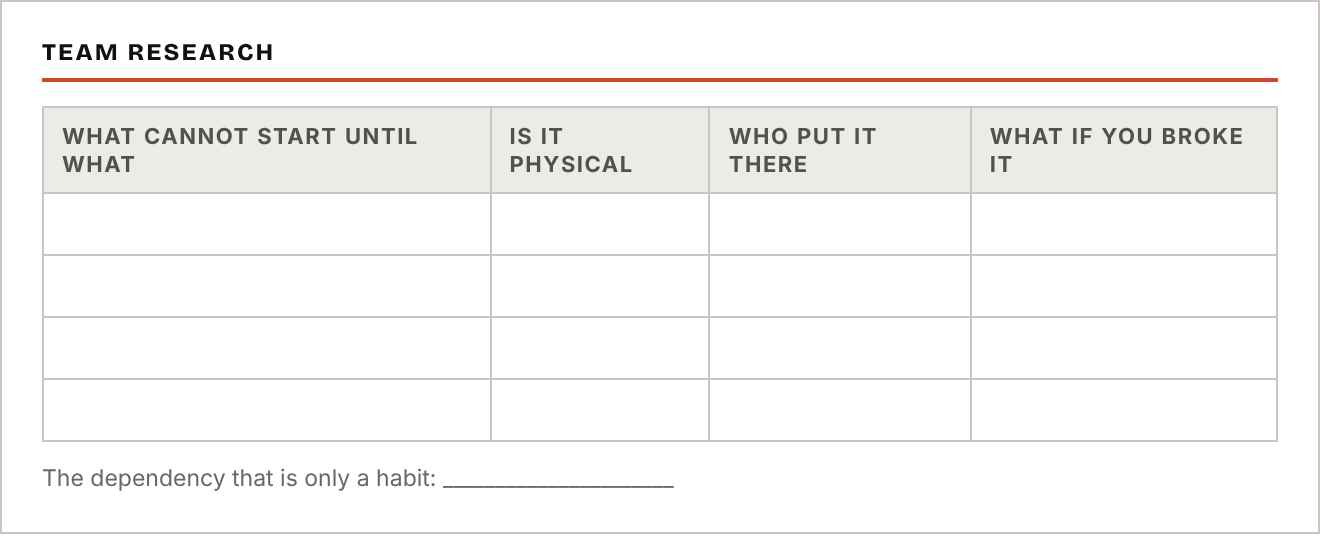 TEAM RESEARCH
WHAT CANNOT START UNTIL
WHAT
IS IT
PHYSICAL
WHO PUT IT
THERE
WHAT IF YOU BROKE
IT
The dependency that is only a habit: ______________________